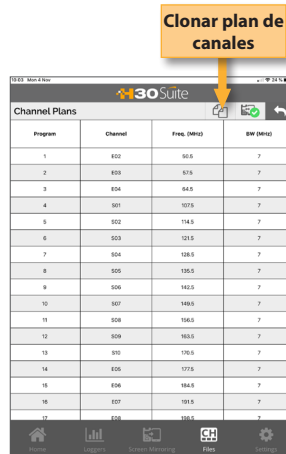 Clonar plan de
canales
10:03 Mon 4 Nov 24 %
H30 Suite
Channel Plans
Program Channel Freq. (MHz) BW (MHz)
1 E02 50.5 7
2 E03 57.5 7
3 E04 64.5 7
4 S01 107.5 7
5 S02 114.5 7
6 S03 121.5 7
7 S04 128.5 7
8 S05 135.5 7
9 S06 142.5 7
10 S07 149.5 7
11 S08 156.5 7
12 S09 163.5 7
13 S10 170.5 7
14 E05 177.5 7
15 E06 184.5 7
16 E07 191.5 7
17 E08 198.5 7
CH
Home Loggers Screen Mirroring Files Settings